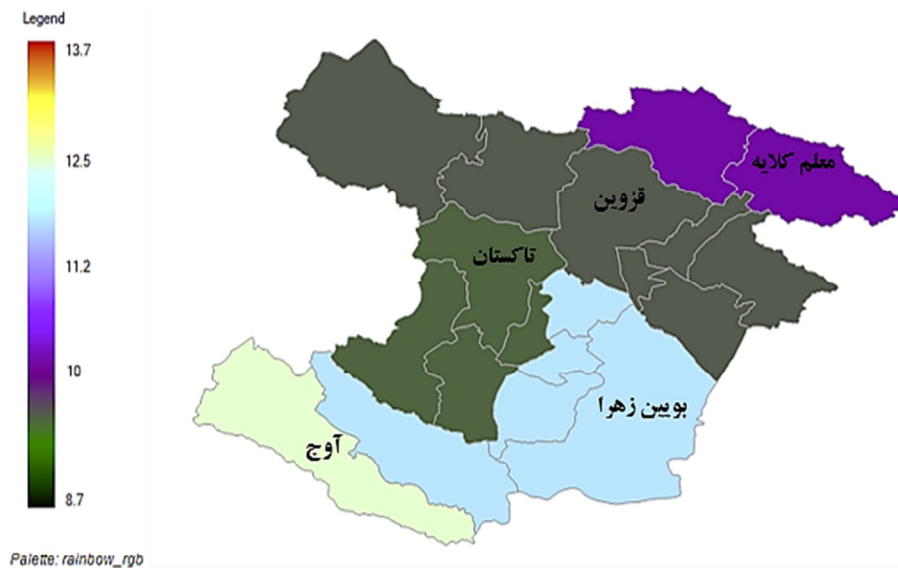 Legend
13.7
12.5
11.2
10
8.7
Palette: rainbow_rgb
معلم کلایه
قزوین
تاکستان
بویین زهرا
آوج